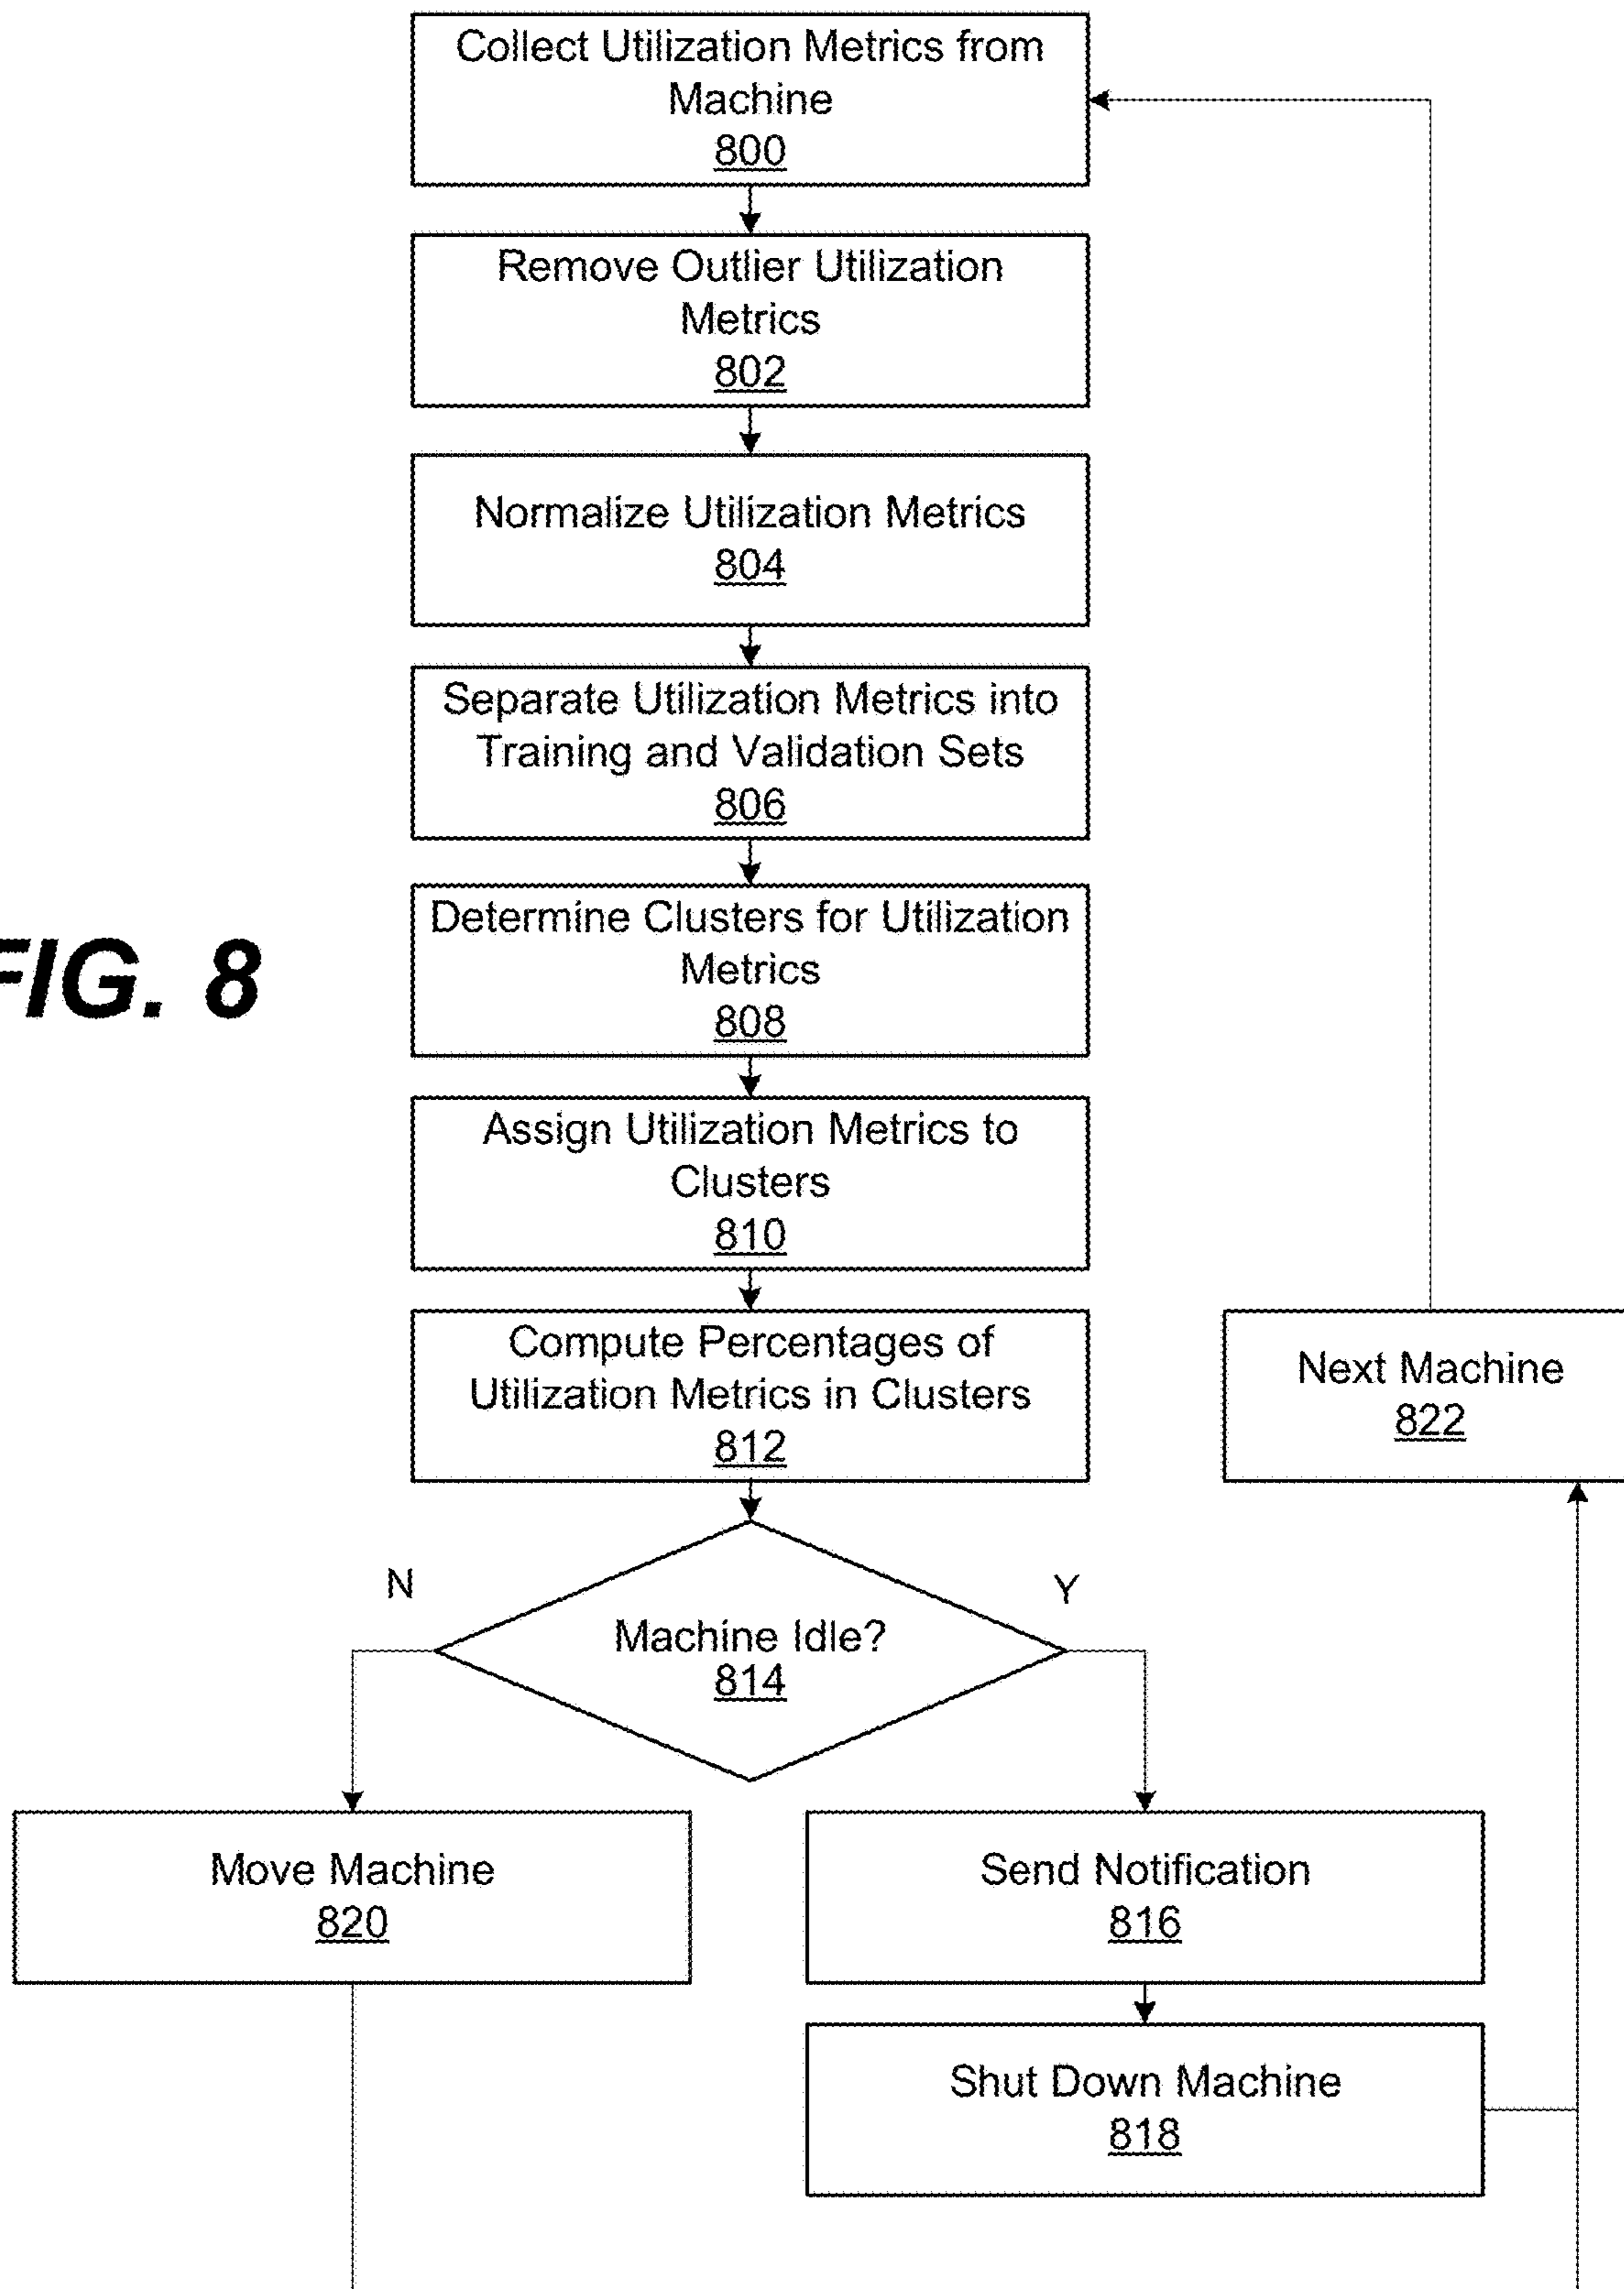 Collect Utilization Metrics from
Machine
800
Remove Outlier Utilization
Metrics
802
Normalize Utilization Metrics
804
Separate Utilization Metrics into
Training and Validation Sets
806
FIG. 8
Determine Clusters for Utilization
Metrics
808
Assign Utilization Metrics to
Clusters
810
Compute Percentages of
Utilization Metrics in Clusters
812
Next Machine
822
N
Y
Machine Idle?
814
Move Machine
820
Send Notification
816
Shut Down Machine
818